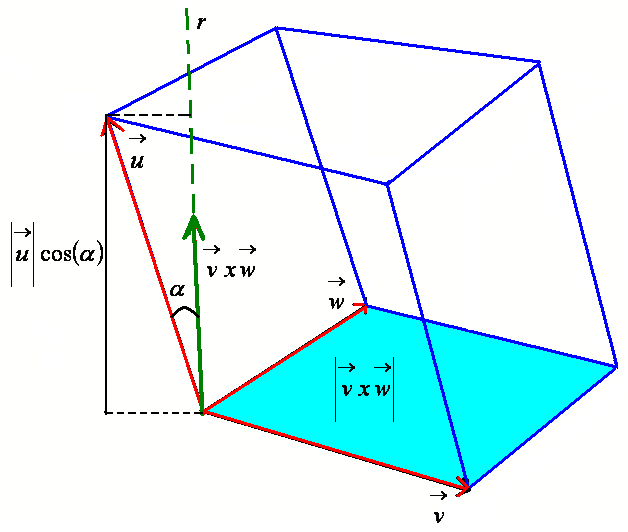 r
u⃗
|u⃗| cos(α)
v⃗ x w⃗
α
w⃗
|v⃗ x w⃗|
v⃗